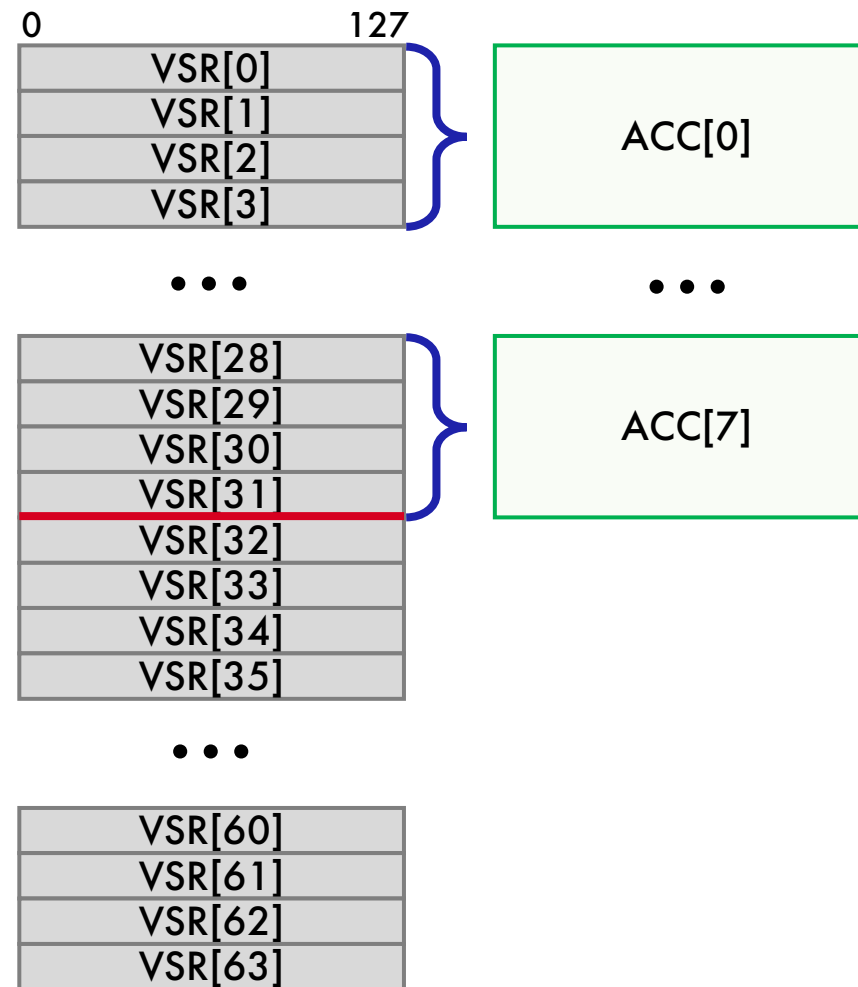 0 127
VSR[0]
VSR[1]
VSR[2]
VSR[3]
ACC[0]
•••
•••
VSR[28]
VSR[29]
VSR[30]
VSR[31]
ACC[7]
VSR[32]
VSR[33]
VSR[34]
VSR[35]
•••
VSR[60]
VSR[61]
VSR[62]
VSR[63]